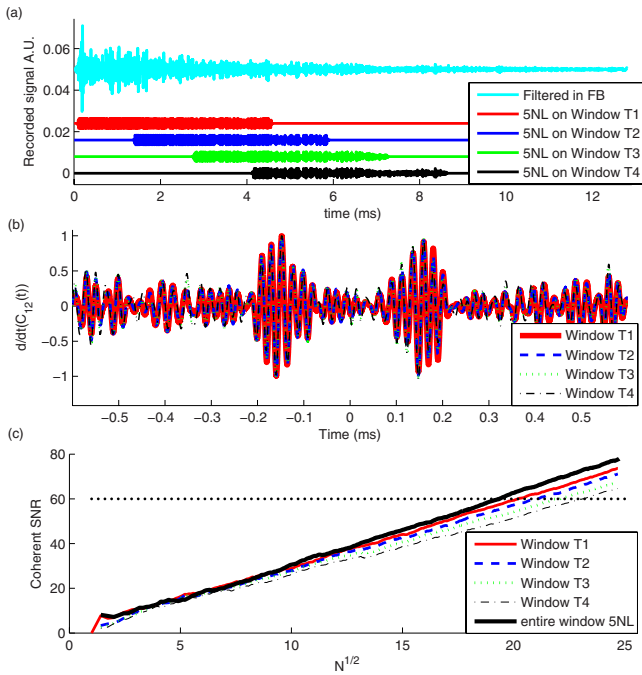 (a)
0.06
0.04
0.02
0
Recorded signal A.U.
Filtered in FB
5NL on Window T1
5NL on Window T2
5NL on Window T3
5NL on Window T4
0
2
4
6
8
10
12
time (ms)
(b)
1
0.5
0
−0.5
−1
d/dt(C12(t))
Window T1
Window T2
Window T3
Window T4
−0.5
−0.4
−0.3
−0.2
−0.1
0
0.1
0.2
0.3
0.4
0.5
Time (ms)
(c)
80
60
40
20
0
Coherent SNR
Window T1
Window T2
Window T3
Window T4
entire window 5NL
0
5
10
15
20
25
N1/2